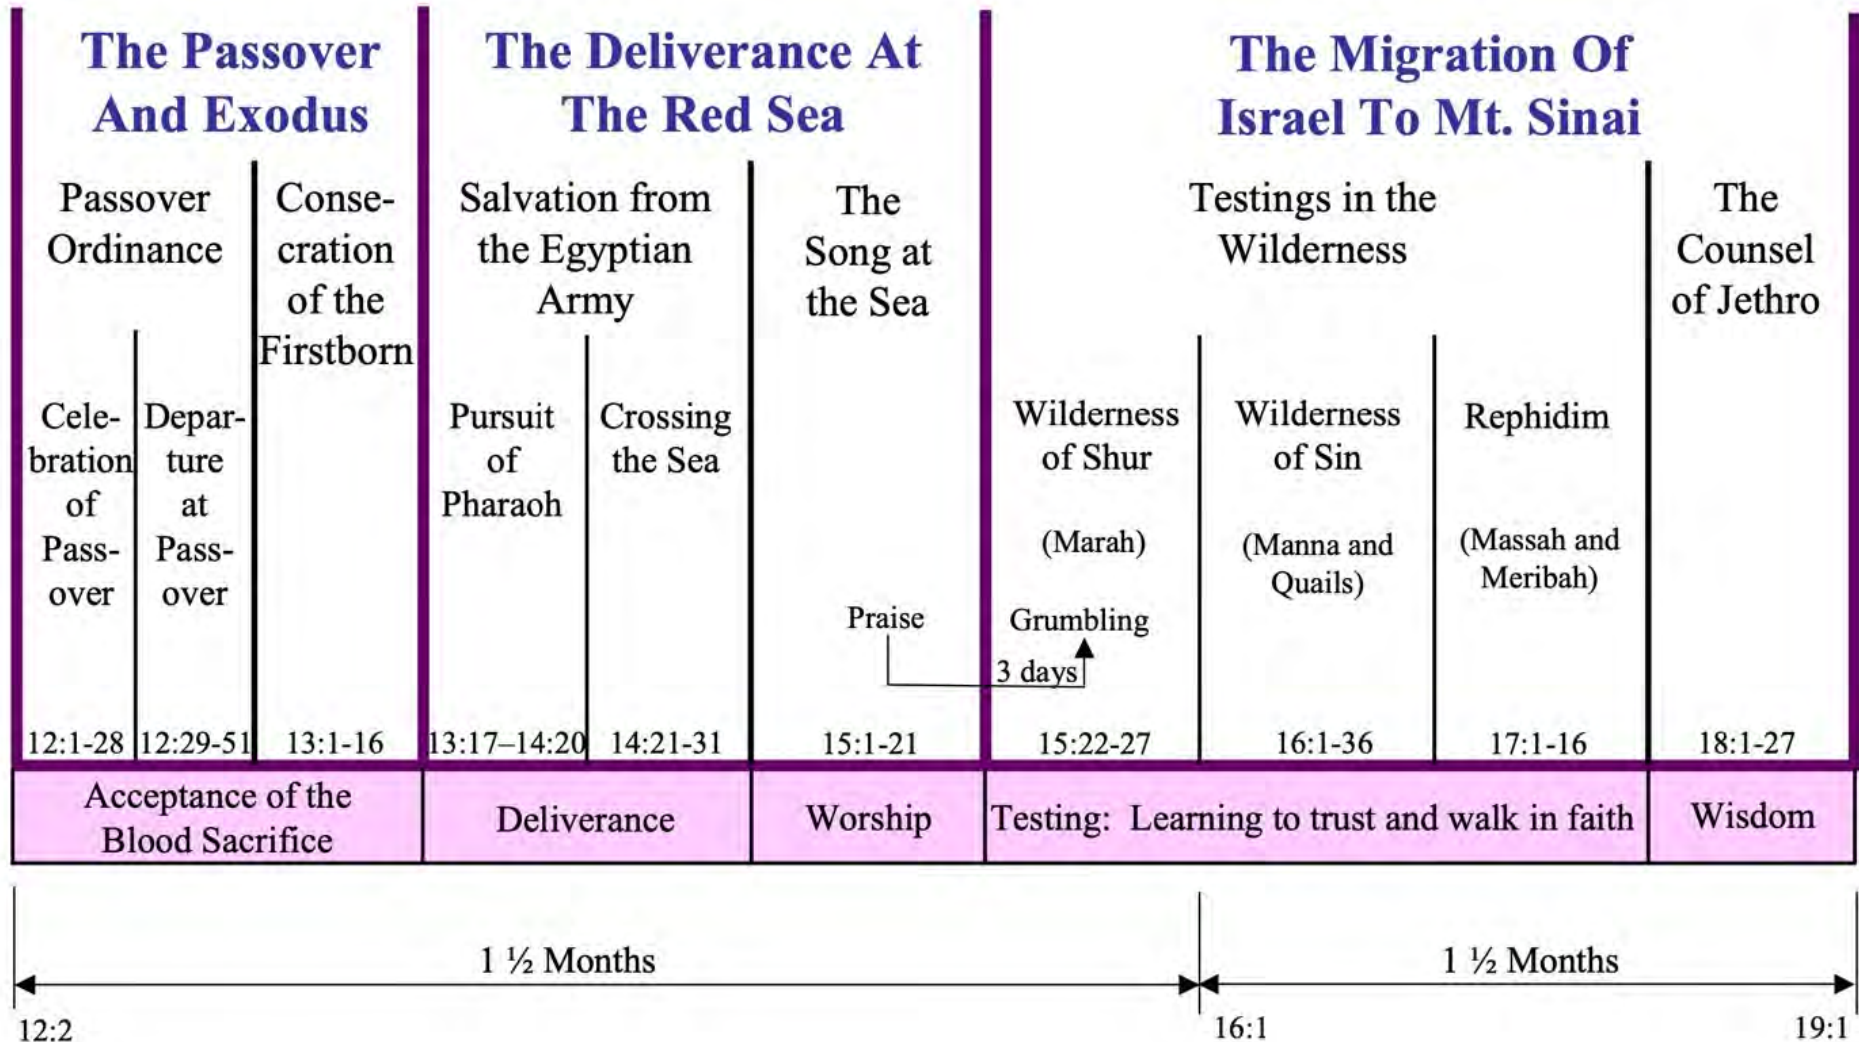 The Passover
And Exodus
The Deliverance At
The Red Sea
The Migration Of
Israel To Mt. Sinai
Passover
Ordinance
Conse-
cration
of the
Firstborn
Salvation from
the Egyptian
Army
The
Song at
the Sea
Testings in the
Wilderness
The
Counsel
of Jethro
Cele-
bration
of
Pass-
over
Depar-
ture
at
Pass-
over
Pursuit
of
Pharaoh
Crossing
the Sea
Wilderness
of Shur
(Marah)
Wilderness
of Sin
(Manna and
Quails)
Rephidim
(Massah and
Meribah)
Praise
Grumbling
3 days
12:1-28
12:29-51
13:1-16
13:17–14:20
14:21-31
15:1-21
15:22-27
16:1-36
17:1-16
18:1-27
Acceptance of the
Blood Sacrifice
Deliverance
Worship
Testing: Learning to trust and walk in faith
Wisdom
1 ½ Months
1 ½ Months
12:2
16:1
19:1